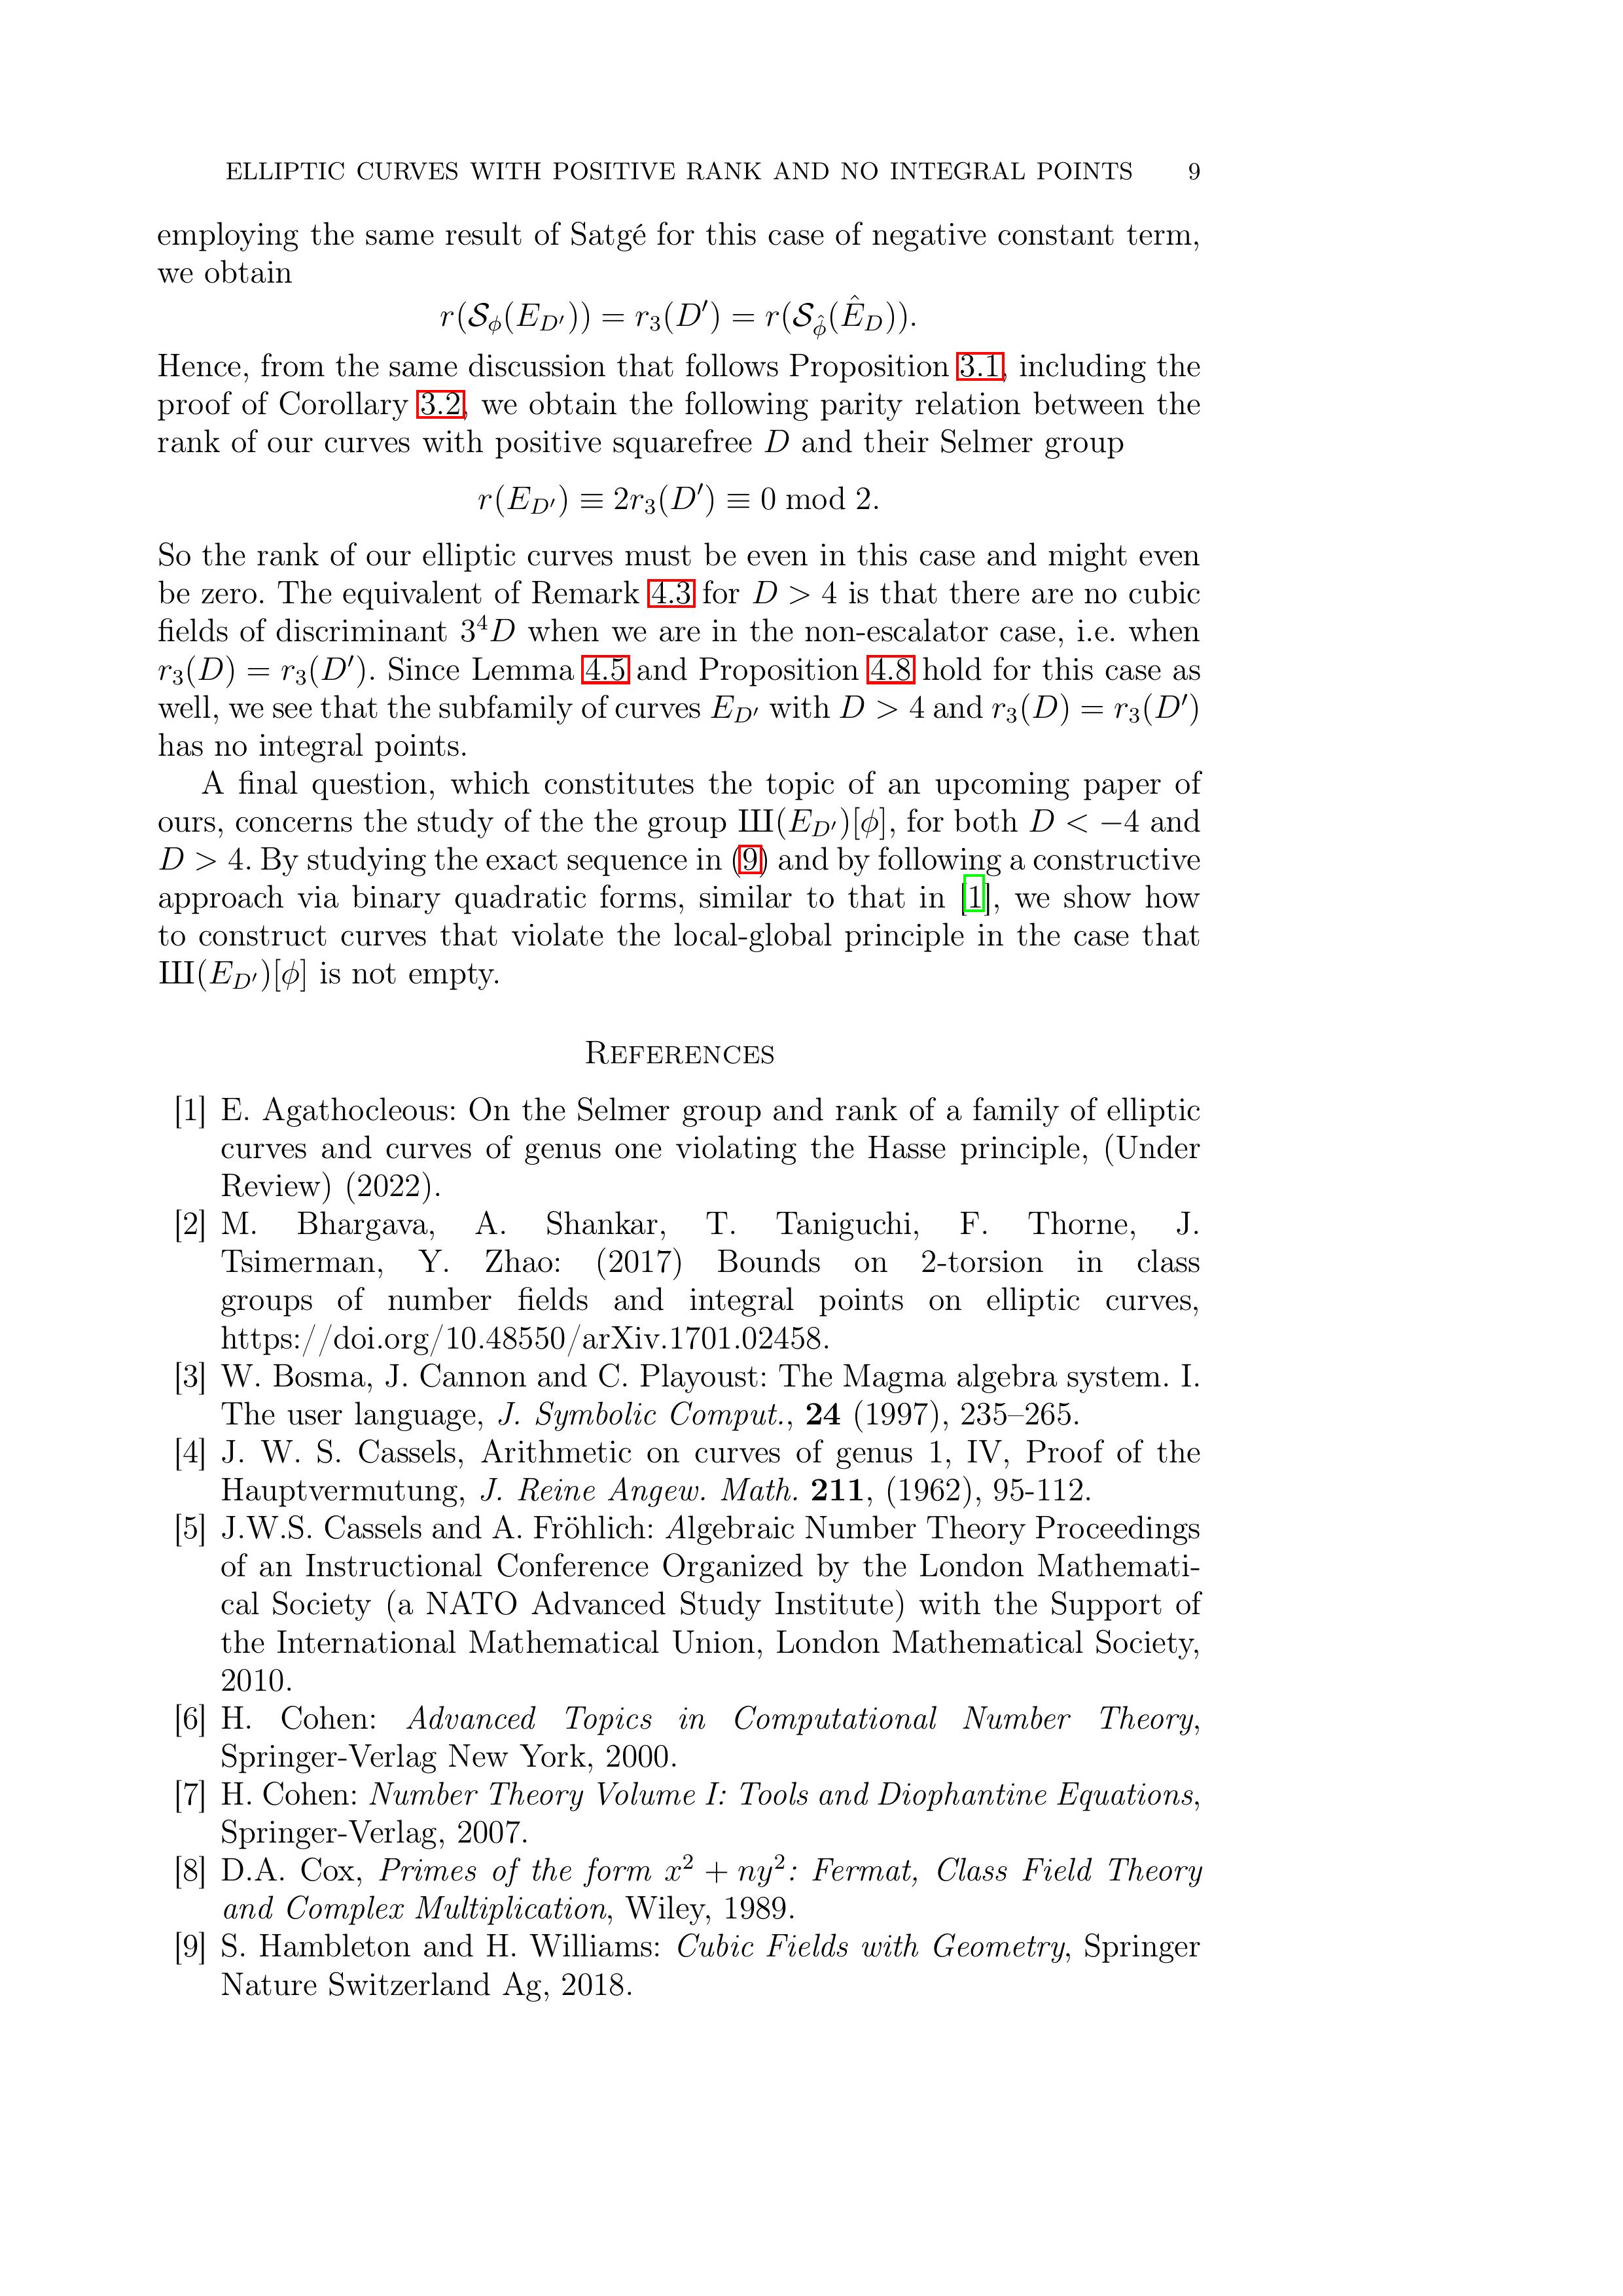 ELLIPTIC CURVES WITH POSITIVE RANK AND NO INTEGRAL POINTS 9
employing the same result of Satgé for this case of negative constant term,
we obtain
r(𝒮_ϕ(E_{D′})) = r_3(D′) = r(𝒮_{ϕ̂}(Ê_D)).
Hence, from the same discussion that follows Proposition 3.1, including the
proof of Corollary 3.2, we obtain the following parity relation between the
rank of our curves with positive squarefree D and their Selmer group
r(E_{D′}) ≡ 2r_3(D′) ≡ 0 mod 2.
So the rank of our elliptic curves must be even in this case and might even
be zero. The equivalent of Remark 4.3 for D > 4 is that there are no cubic
fields of discriminant 3^4D when we are in the non-escalator case, i.e. when
r_3(D) = r_3(D′). Since Lemma 4.5 and Proposition 4.8 hold for this case as
well, we see that the subfamily of curves E_{D′} with D > 4 and r_3(D) = r_3(D′)
has no integral points.
A final question, which constitutes the topic of an upcoming paper of
ours, concerns the study of the the group Ш(E_{D′})[ϕ], for both D < −4 and
D > 4. By studying the exact sequence in (9) and by following a constructive
approach via binary quadratic forms, similar to that in [1], we show how
to construct curves that violate the local-global principle in the case that
Ш(E_{D′})[ϕ] is not empty.
References
[1] E. Agathocleous: On the Selmer group and rank of a family of elliptic
curves and curves of genus one violating the Hasse principle, (Under
Review) (2022).
[2] M. Bhargava, A. Shankar, T. Taniguchi, F. Thorne, J.
Tsimerman, Y. Zhao: (2017) Bounds on 2-torsion in class
groups of number fields and integral points on elliptic curves,
https://doi.org/10.48550/arXiv.1701.02458.
[3] W. Bosma, J. Cannon and C. Playoust: The Magma algebra system. I.
The user language, J. Symbolic Comput., 24 (1997), 235–265.
[4] J. W. S. Cassels, Arithmetic on curves of genus 1, IV, Proof of the
Hauptvermutung, J. Reine Angew. Math. 211, (1962), 95-112.
[5] J.W.S. Cassels and A. Fröhlich: Algebraic Number Theory Proceedings
of an Instructional Conference Organized by the London Mathemati-
cal Society (a NATO Advanced Study Institute) with the Support of
the International Mathematical Union, London Mathematical Society,
2010.
[6] H. Cohen: Advanced Topics in Computational Number Theory,
Springer-Verlag New York, 2000.
[7] H. Cohen: Number Theory Volume I: Tools and Diophantine Equations,
Springer-Verlag, 2007.
[8] D.A. Cox, Primes of the form x² + ny²: Fermat, Class Field Theory
and Complex Multiplication, Wiley, 1989.
[9] S. Hambleton and H. Williams: Cubic Fields with Geometry, Springer
Nature Switzerland Ag, 2018.